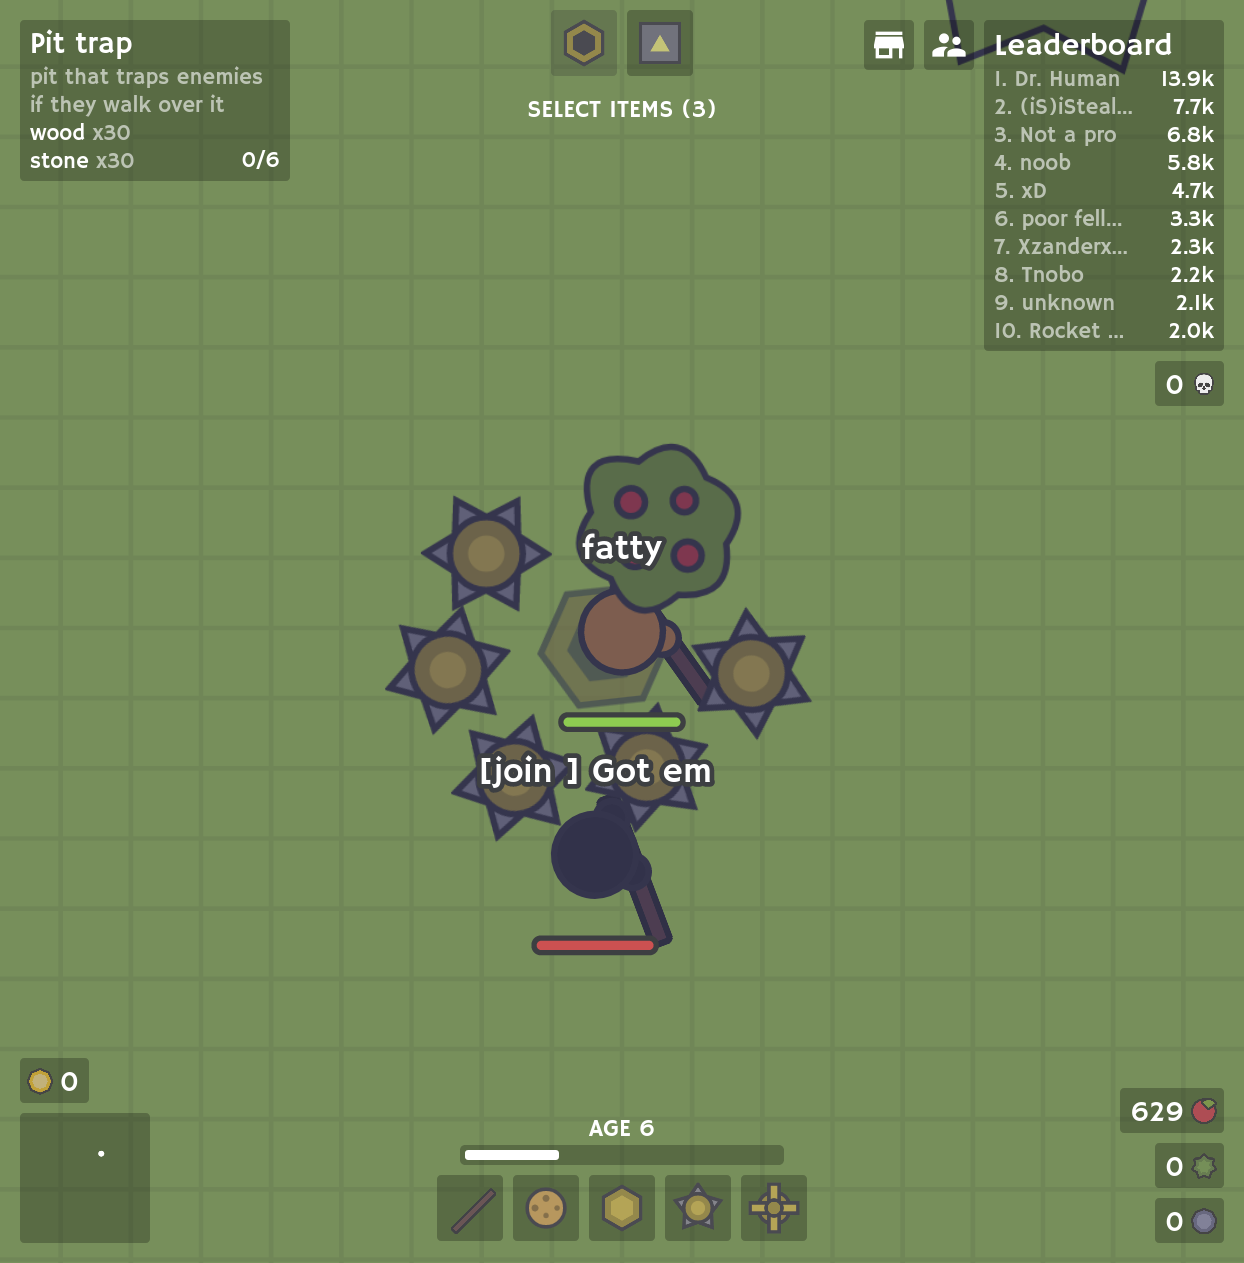 Pit trap
pit that traps enemies
if they walk over it
wood x30
stone x30 0/6
SELECT ITEMS (3)
Leaderboard
1. Dr. Human 13.9k
2. (iS)iSteal... 7.7k
3. Not a pro 6.8k
4. noob 5.8k
5. xD 4.7k
6. poor fell... 3.3k
7. Xzanderx... 2.3k
8. Tnobo 2.2k
9. unknown 2.1k
10. Rocket ... 2.0k
0
fatty
[join ] Got em
0
AGE 6
629
0
0